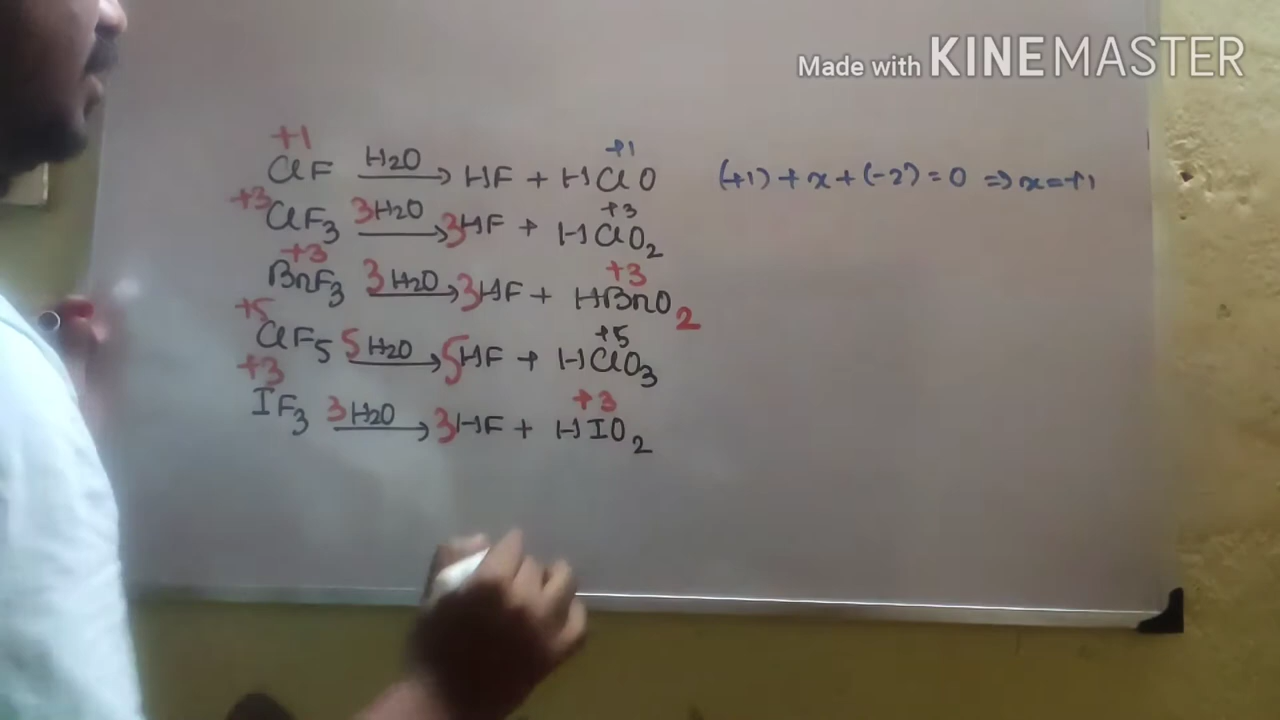 Made with KINEMASTER
+1 +1
ClF H2O → HF + HClO (+1) + x + (-2) = 0 ⇒ x = +1
+3 +3
ClF3 3H2O → 3HF + HClO2
+3 +3
BrF3 3H2O → 3HF + HBrO2
+5 +5
ClF5 5H2O → 5HF + HClO3
+3 +3
IF3 3H2O → 3HF + HIO2